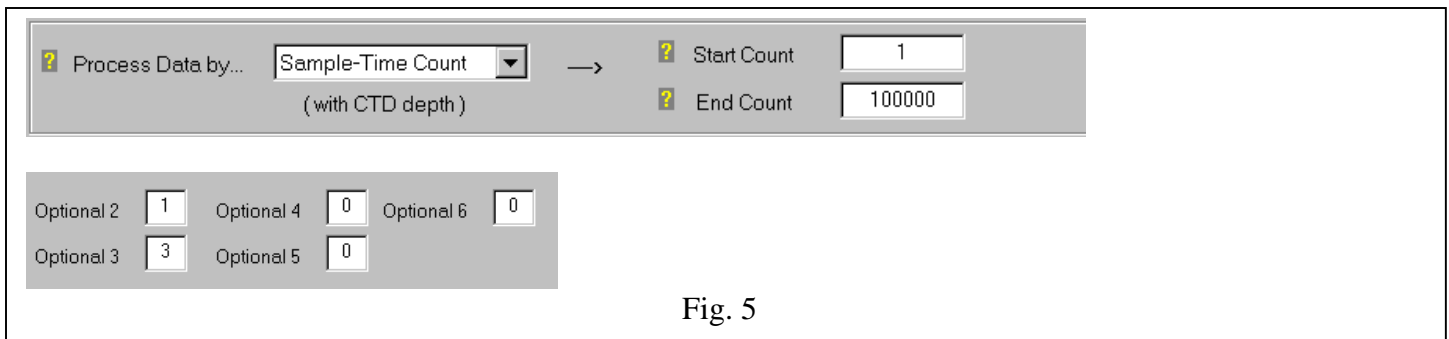 ? Process Data by... Sample-Time Count —> ? Start Count 1
(with CTD depth) ? End Count 100000
Optional 2 1 Optional 4 0 Optional 6 0
Optional 3 3 Optional 5 0
Fig. 5